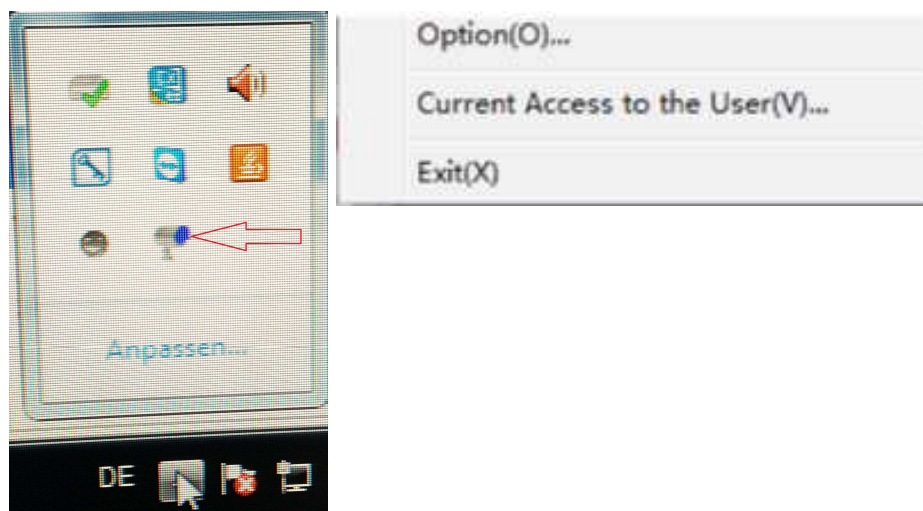 Option(O)...
Current Access to the User(V)...
Exit(X)
Anpassen...
DE